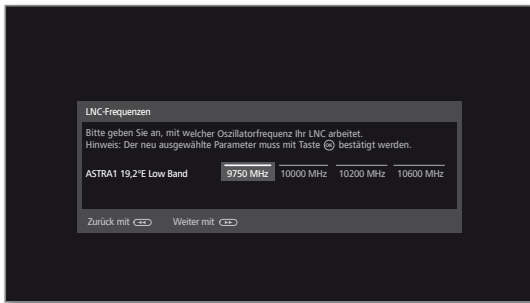 LNC-Frequenzen
Bitte geben Sie an, mit welcher Oszillatorfrequenz Ihr LNC arbeitet.
Hinweis: Der neu ausgewählte Parameter muss mit Taste OK bestätigt werden.
ASTRA1 19,2°E Low Band 9750 MHz 10000 MHz 10200 MHz 10600 MHz
Zurück mit Weiter mit